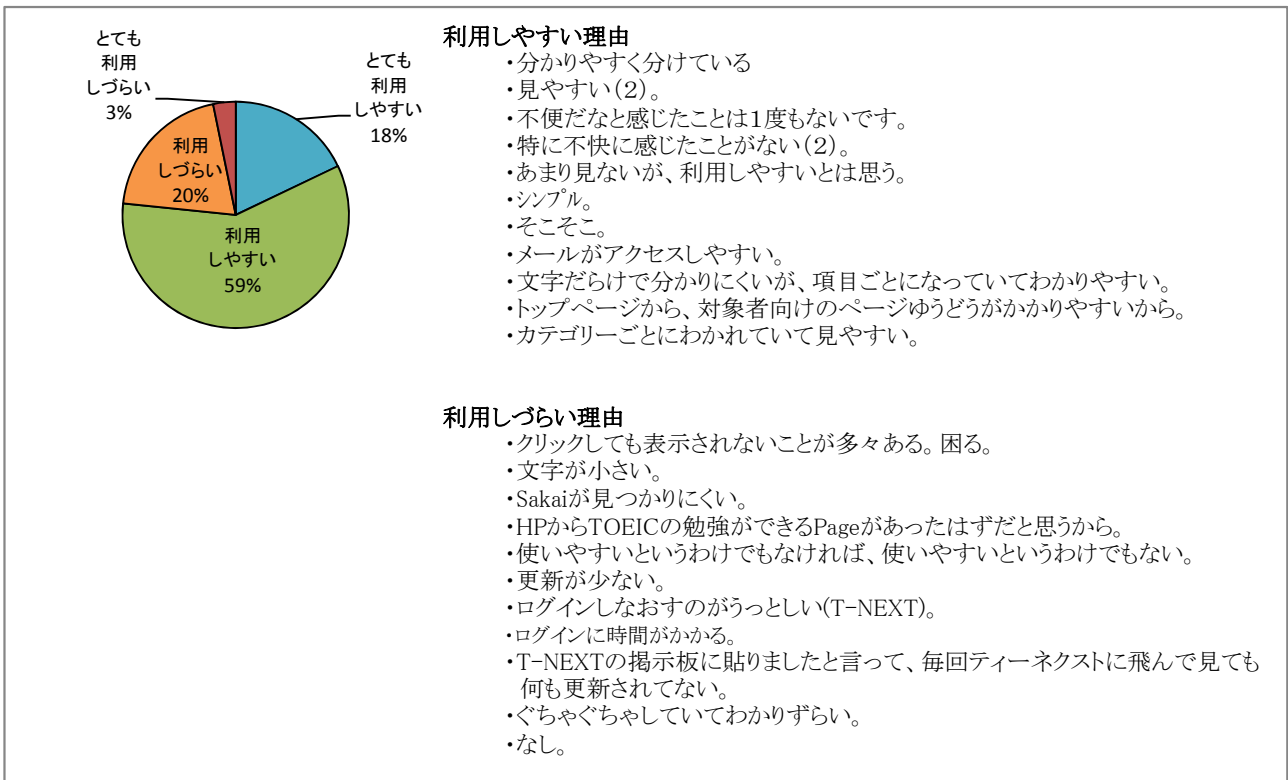 とても
利用
しづらい
3%
とても
利用
しやすい
18%
利用
しづらい
20%
利用
しやすい
59%
利用しやすい理由
・分かりやすく分けている
・見やすい(2)。
・不便だなと感じたことは1度もないです。
・特に不快に感じたことがない(2)。
・あまり見ないが、利用しやすいとは思う。
・シンプル。
・そこそこ。
・メールがアクセスしやすい。
・文字だらけで分かりにくいが、項目ごとになっていてわかりやすい。
・トップページから、対象者向けのページゆうどうがかかりやすいから。
・カテゴリーごとにわかれていて見やすい。
利用しづらい理由
・クリックしても表示されないことが多々ある。困る。
・文字が小さい。
・Sakaiが見つかりにくい。
・HPからTOEICの勉強ができるPageがあったはずだと思うから。
・使いやすいというわけでもなければ、使いやすいというわけでもない。
・更新が少ない。
・ログインしなおすのがうっとしい(T-NEXT)。
・ログインに時間がかかる。
・T-NEXTの掲示板に貼りましたと言って、毎回ティーネクストに飛んで見ても
何も更新されてない。
・ぐちゃぐちゃしていてわかりずらい。
・なし。